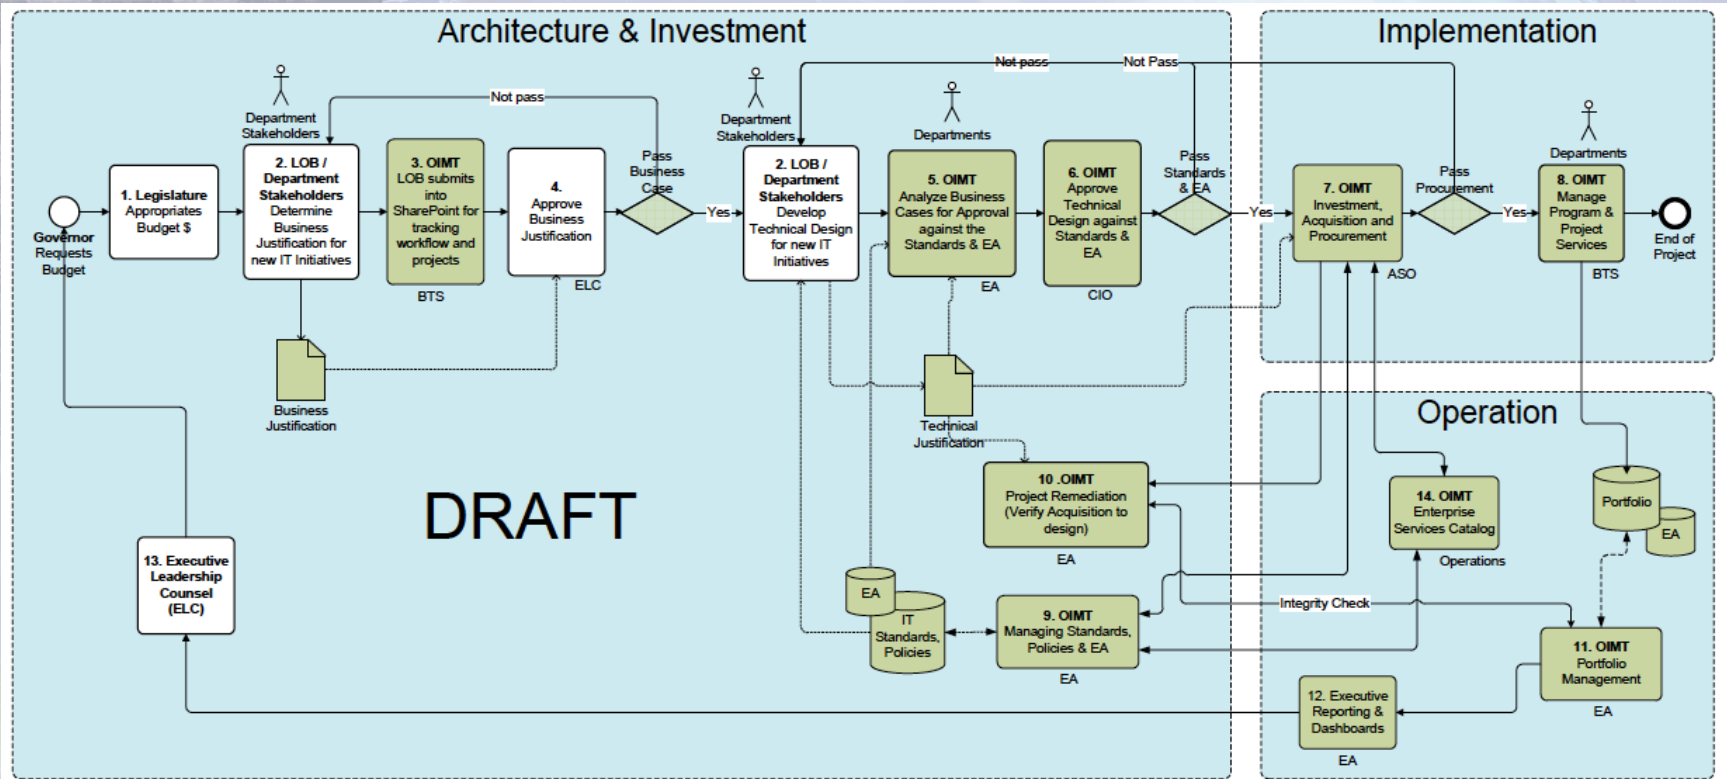 Architecture & Investment
Implementation
Not pass
Not Pass
Not pass
Department
Stakeholders
Department
Stakeholders
Departments
Departments
Governor
Requests
Budget
1. Legislature
Appropriates
Budget $
2. LOB /
Department
Stakeholders
Determine
Business
Justification for
new IT Initiatives
3. OIMT
LOB submits
into
SharePoint for
tracking
workflow and
projects
BTS
4.
Approve
Business
Justification
ELC
Pass
Business
Case
Yes
2. LOB /
Department
Stakeholders
Develop
Technical Design
for new IT
Initiatives
5. OIMT
Analyze Business
Cases for Approval
against the
Standards & EA
EA
6. OIMT
Approve
Technical
Design against
Standards &
EA
CIO
Pass
Standards
& EA
Yes
7. OIMT
Investment,
Acquisition and
Procurement
ASO
Pass
Procurement
Yes
8. OIMT
Manage
Program &
Project
Services
BTS
End of
Project
Business
Justification
Technical
Justification
Operation
DRAFT
10 .OIMT
Project Remediation
(Verify Acquisition to
design)
EA
14. OIMT
Enterprise
Services Catalog
Operations
Portfolio
EA
13. Executive
Leadership
Counsel
(ELC)
EA
IT
Standards,
Policies
9. OIMT
Managing Standards,
Policies & EA
EA
Integrity Check
11. OIMT
Portfolio
Management
EA
12. Executive
Reporting &
Dashboards
EA